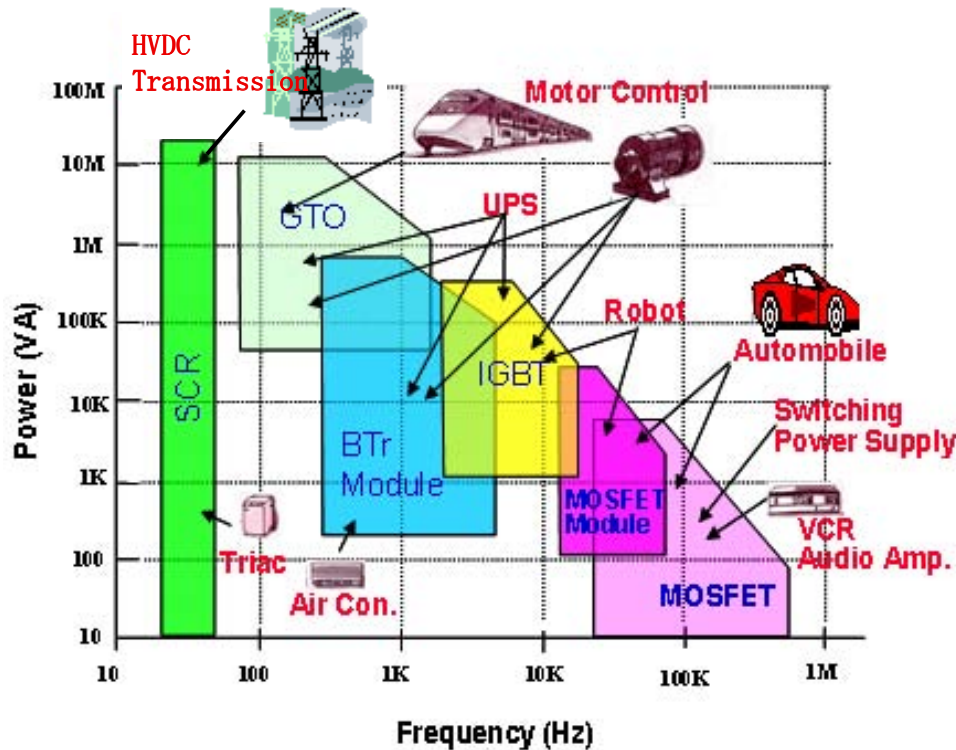 HVDC
Transmission
100M
Motor Control
10M
GTO
UPS
1M
Power (VA)
100K
Robot
Automobile
SCR
IGBT
10K
Switching
Power Supply
BTr
Module
1K
MOSFET
Module
VCR
Audio Amp.
Triac
100
Air Con.
MOSFET
10
10
100
1K
10K
100K
1M
Frequency (Hz)